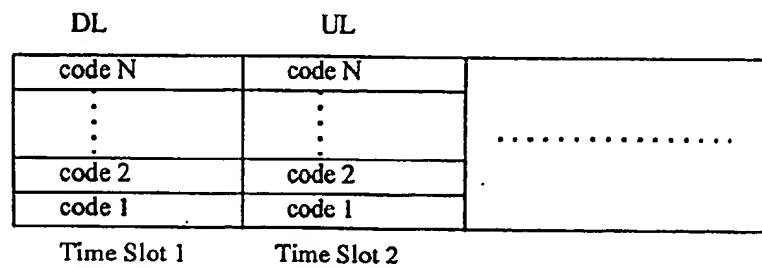 DL UL
code N code N
code 2 code 2
code 1 code 1
Time Slot 1 Time Slot 2